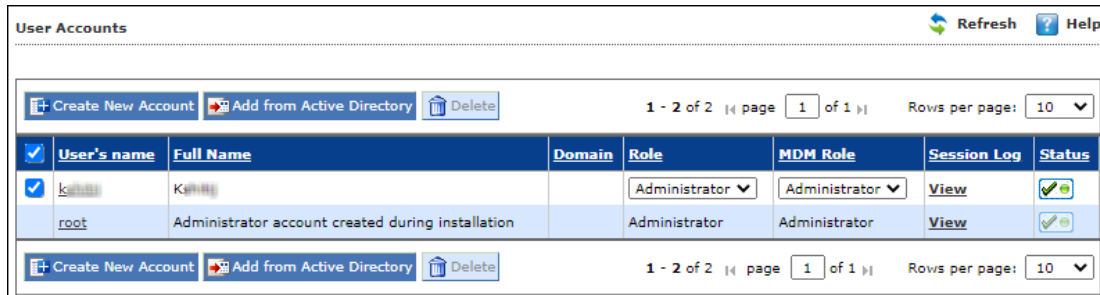 User Accounts Refresh Help
Create New Account Add from Active Directory Delete 1 - 2 of 2 page 1 of 1 Rows per page: 10
User's name Full Name Domain Role MDM Role Session Log Status
Administrator Administrator View
root Administrator account created during installation Administrator Administrator View
Create New Account Add from Active Directory Delete 1 - 2 of 2 page 1 of 1 Rows per page: 10